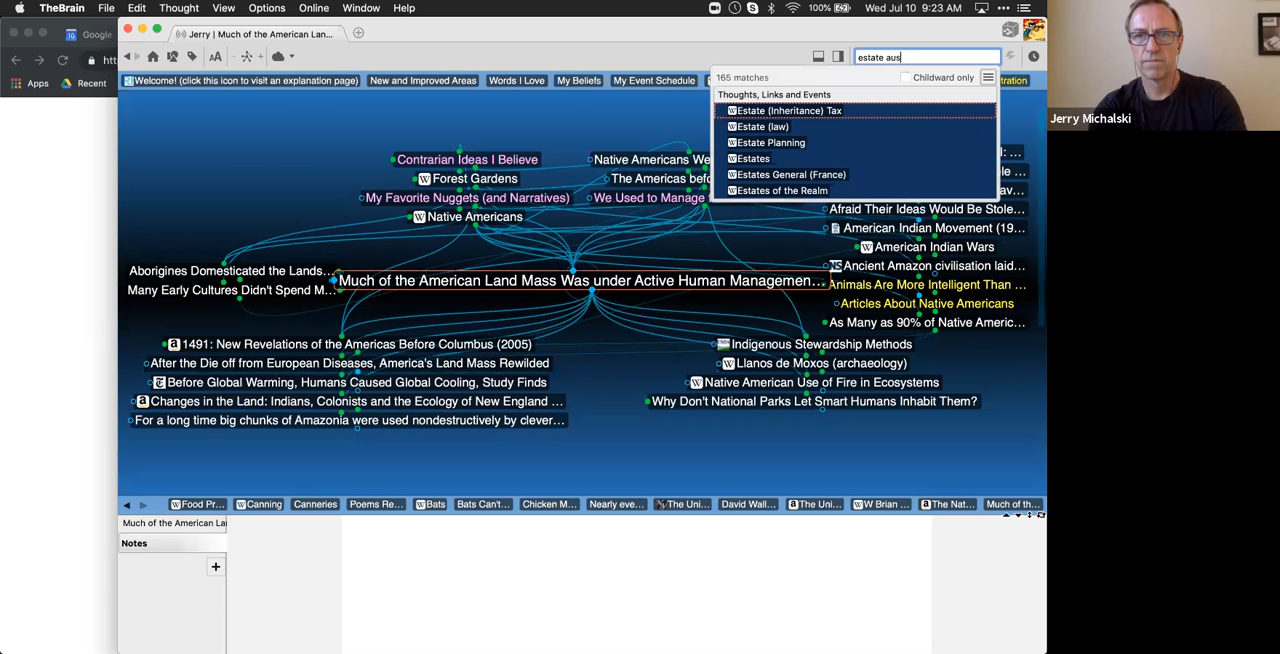 TheBrain File Edit Thought View Options Online Window Help 100% Wed Jul 10 9:23 AM
Google
Jerry | Much of the American Lan...
AA
estate aus
Apps Recent
Welcome! (click this to visit an explanation page) New and Improved Areas Words I Love My Beliefs My Event Schedule
165 matches Childward only
Thoughts, Links and Events
Estate (Inheritance) Tax
Estate (law)
Estate Planning
Estates
Estates General (France)
Estates of the Realm
Jerry Michalski
Contrarian Ideas I Believe
Native Americans We
Forest Gardens
The Americas befo
My Favorite Nuggets (and Narratives)
We Used to Manage
Native Americans
Afraid Their Ideas Would Be Stole...
American Indian Movement (19...
American Indian Wars
Ancient Amazon civilisation laid...
Animals Are More Intelligent Than ...
Articles About Native Americans
As Many as 90% of Native Americ...
Aborigines Domesticated the Lands...
Many Early Cultures Didn't Spend M...
Much of the American Land Mass Was under Active Human Managemen...
1491: New Revelations of the Americas Before Columbus (2005)
After the Die off from European Diseases, America's Land Mass Rewilded
Before Global Warming, Humans Caused Global Cooling, Study Finds
Changes in the Land: Indians, Colonists and the Ecology of New England ...
For a long time big chunks of Amazonia were used nondestructively by clever...
Indigenous Stewardship Methods
Llanos de Moxos (archaeology)
Native American Use of Fire in Ecosystems
Why Don't National Parks Let Smart Humans Inhabit Them?
Food Pr... Canning Canneries Poems Re... Bats Bats Can't... Chicken M... Nearly eve... The Uni... David Wall... The Uni... W Brian ... The Nat... Much of th...
Much of the American La
Notes